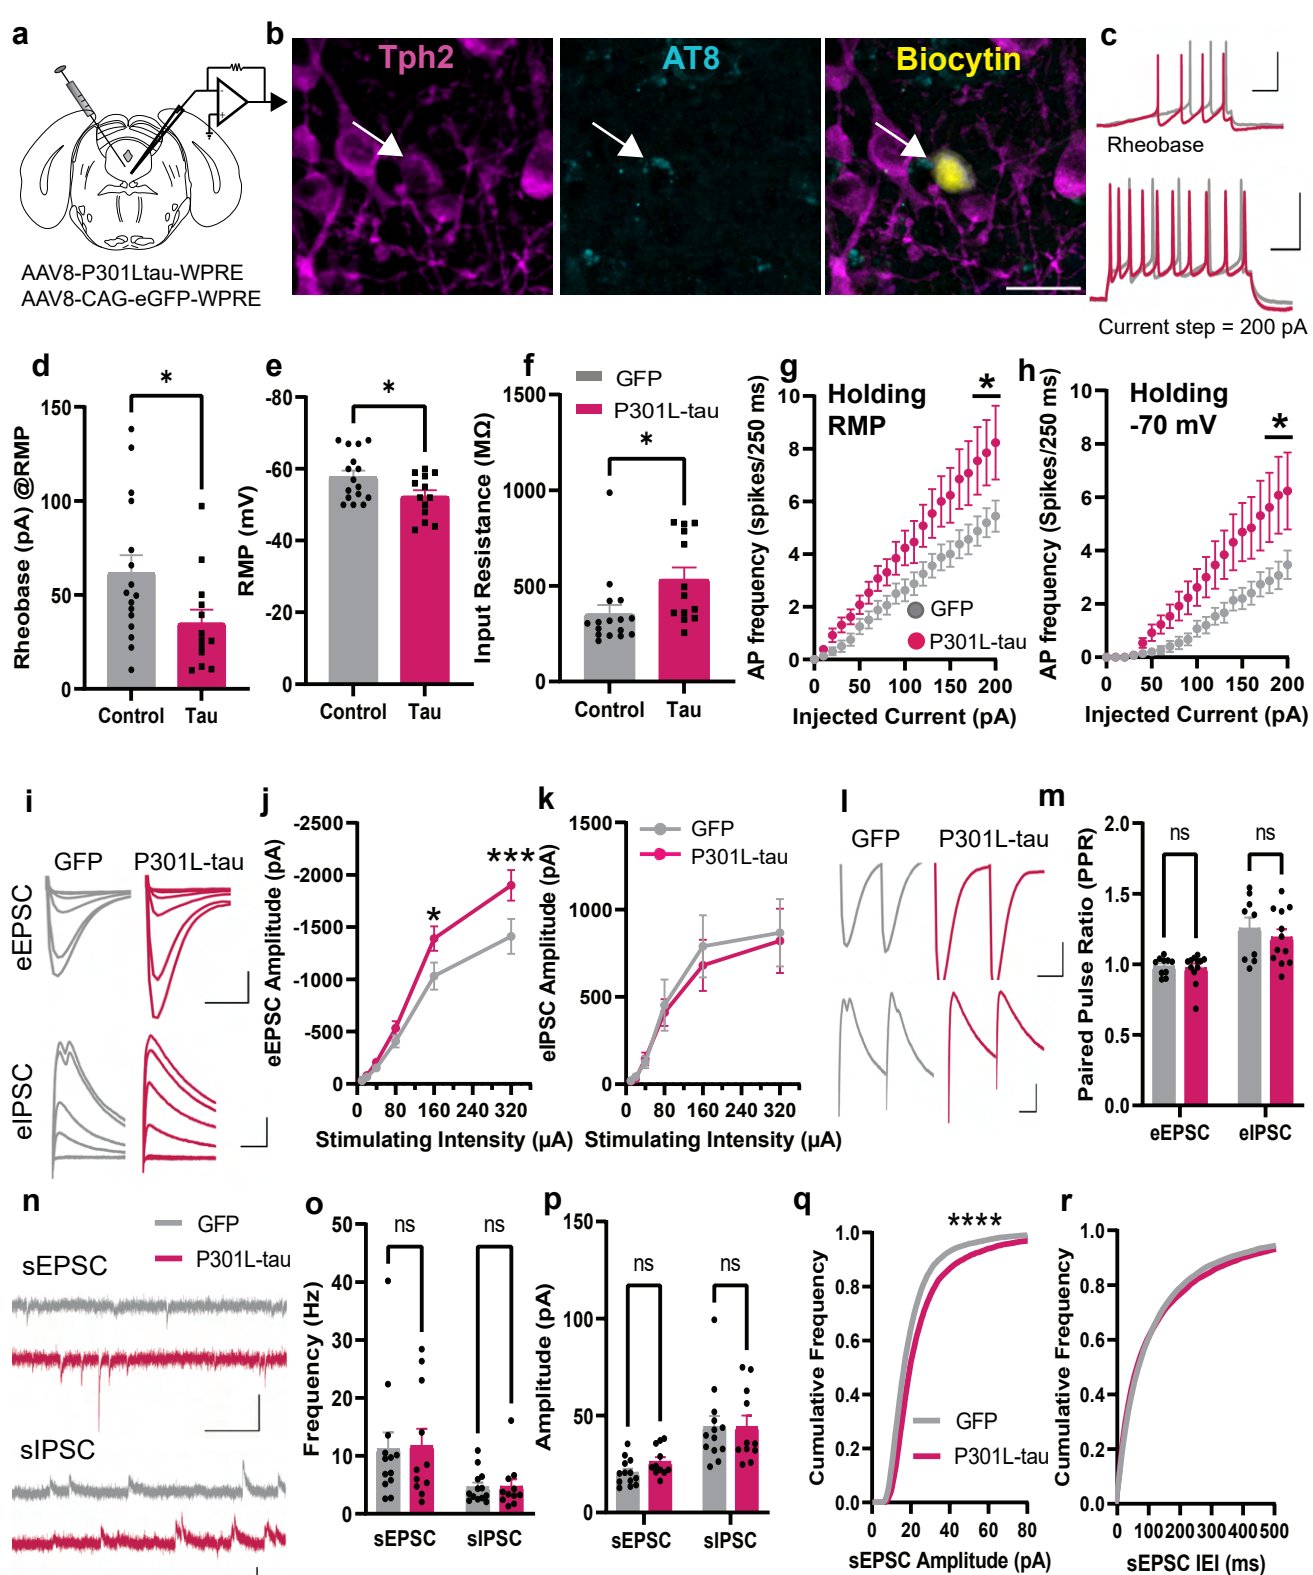 a
AAV8-P301Ltau-WPRE
AAV8-CAG-eGFP-WPRE
b
Tph2
AT8
Biocytin
c
Rheobase
Current step = 200 pA
d
*
Rheobase (pA) @RMP
150
100
50
0
Control
Tau
e
*
RMP (mV)
-80
-60
-40
-20
0
Control
Tau
f
GFP
P301L-tau
*
Input Resistance (MΩ)
1500
1000
500
0
Control
Tau
g
Holding
RMP
*
AP frequency (spikes/250 ms)
10
8
6
4
2
0
GFP
P301L-tau
0
50
100
150
200
Injected Current (pA)
h
Holding
-70 mV
*
AP frequency (Spikes/250 ms)
10
8
6
4
2
0
0
50
100
150
200
Injected Current (pA)
i
GFP
P301L-tau
eEPSC
eIPSC
j
eEPSC Amplitude (pA)
-2500
-2000
-1500
-1000
-500
0
*
***
0
80
160
240
320
Stimulating Intensity (µA)
k
GFP
P301L-tau
eIPSC Amplitude (pA)
1500
1000
500
0
0
80
160
240
320
Stimulating Intensity (µA)
l
GFP
P301L-tau
m
Paired Pulse Ratio (PPR)
2.0
1.5
1.0
0.5
0.0
ns
ns
eEPSC
eIPSC
n
GFP
P301L-tau
sEPSC
sIPSC
o
Frequency (Hz)
50
40
30
20
10
0
ns
ns
sEPSC
sIPSC
p
Amplitude (pA)
150
100
50
0
ns
ns
sEPSC
sIPSC
q
****
Cumulative Frequency
1.0
0.8
0.6
0.4
0.2
0.0
GFP
P301L-tau
0
20
40
60
80
sEPSC Amplitude (pA)
r
Cumulative Frequency
1.0
0.8
0.6
0.4
0.2
0.0
0
100
200
300
400
500
sEPSC IEI (ms)